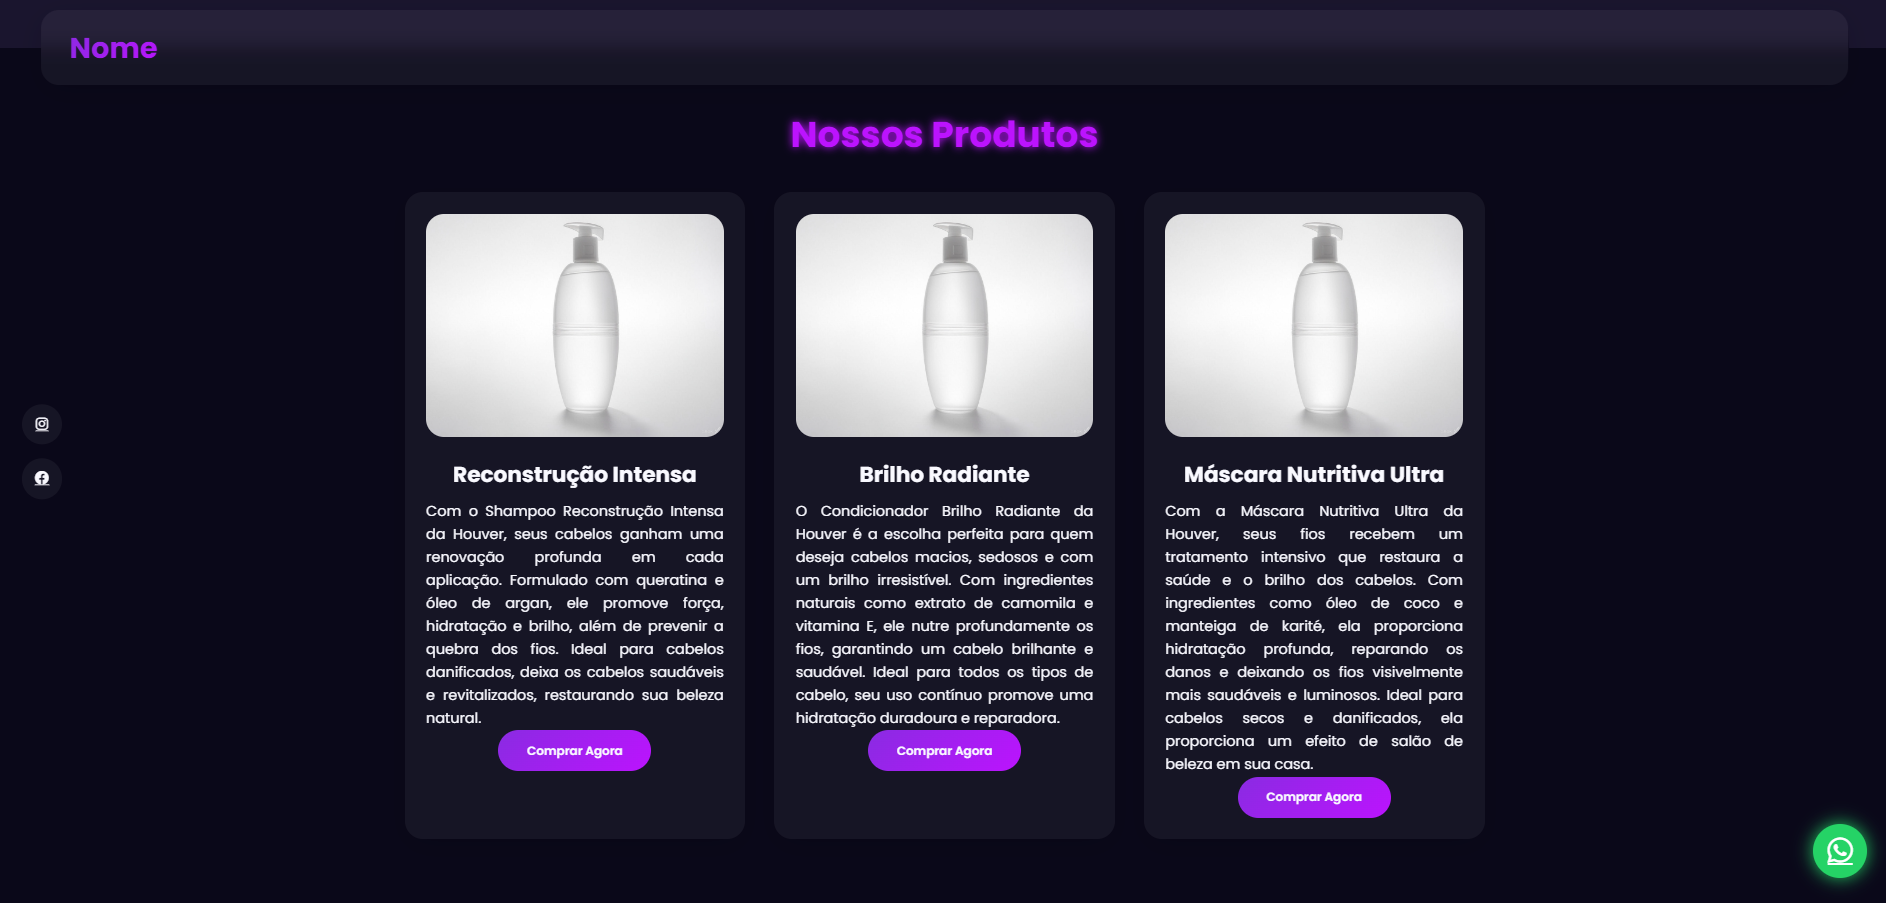 Nome
Nossos Produtos
Reconstrução Intensa
Com o Shampoo Reconstrução Intensa
da Houver, seus cabelos ganham uma
renovação profunda em cada
aplicação. Formulado com queratina e
óleo de argan, ele promove força,
hidratação e brilho, além de prevenir a
quebra dos fios. Ideal para cabelos
danificados, deixa os cabelos saudáveis
e revitalizados, restaurando sua beleza
natural.
Comprar Agora
Brilho Radiante
O Condicionador Brilho Radiante da
Houver é a escolha perfeita para quem
deseja cabelos macios, sedosos e com
um brilho irresistível. Com ingredientes
naturais como extrato de camomila e
vitamina E, ele nutre profundamente os
fios, garantindo um cabelo brilhante e
saudável. Ideal para todos os tipos de
cabelo, seu uso contínuo promove uma
hidratação duradoura e reparadora.
Comprar Agora
Máscara Nutritiva Ultra
Com a Máscara Nutritiva Ultra da
Houver, seus fios recebem um
tratamento intensivo que restaura a
saúde e o brilho dos cabelos. Com
ingredientes como óleo de coco e
manteiga de karité, ela proporciona
hidratação profunda, reparando os
danos e deixando os fios visivelmente
mais saudáveis e luminosos. Ideal para
cabelos secos e danificados, ela
proporciona um efeito de salão de
beleza em sua casa.
Comprar Agora